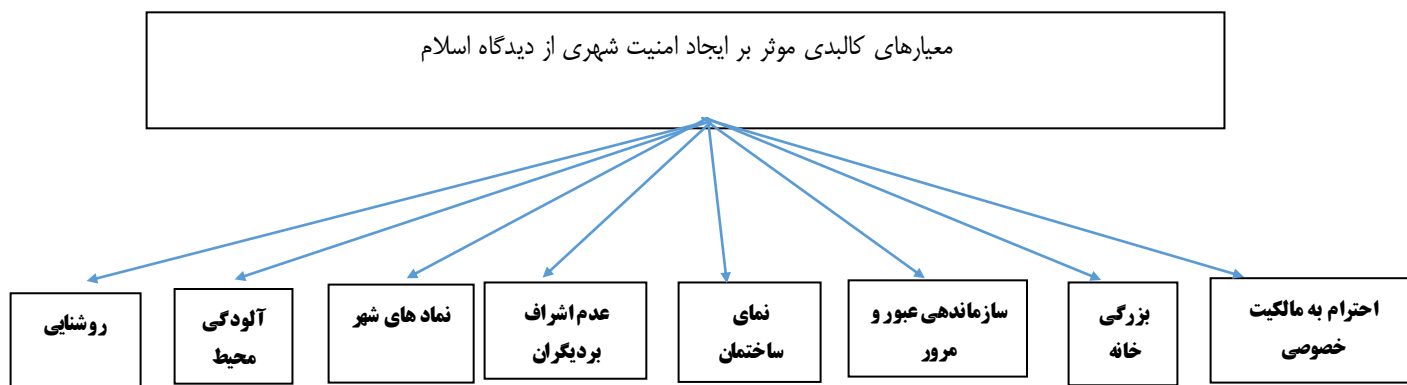 معیارهای کالبدی موثر بر ایجاد امنیت شهری از دیدگاه اسلام
احترام به مالکیت
خصوصی
بزرگی
خانه
سازماندهی عبور و
مرور
نمای
ساختمان
عدم اشراف
بردیگران
نماد های شهر
آلودگی
محیط
روشنایی